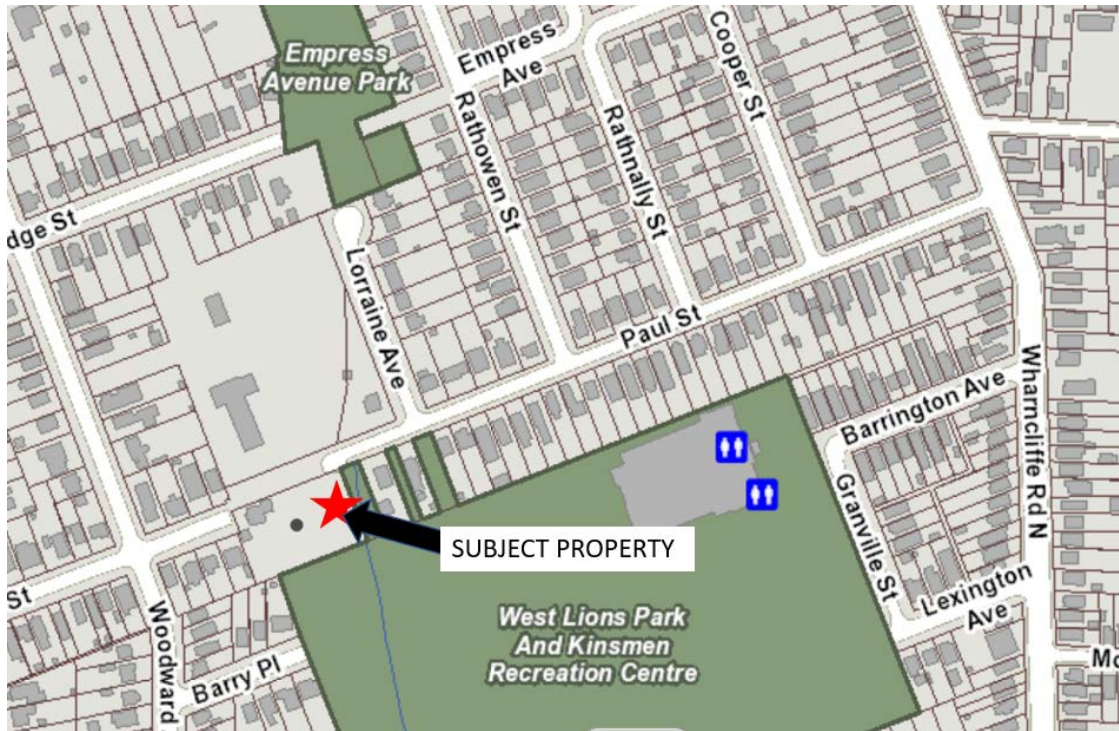 Empress
Avenue Park
Empress
Ave
Cooper St
Rathowen St
Rathnally St
dge St
Lorraine Ave
Paul St
Wharncliffe Rd N
Barrington Ave
Granville St
SUBJECT PROPERTY
Lexington
Ave
St
Woodward
West Lions Park
And Kinsmen
Recreation Centre
Barry Pl
Mo